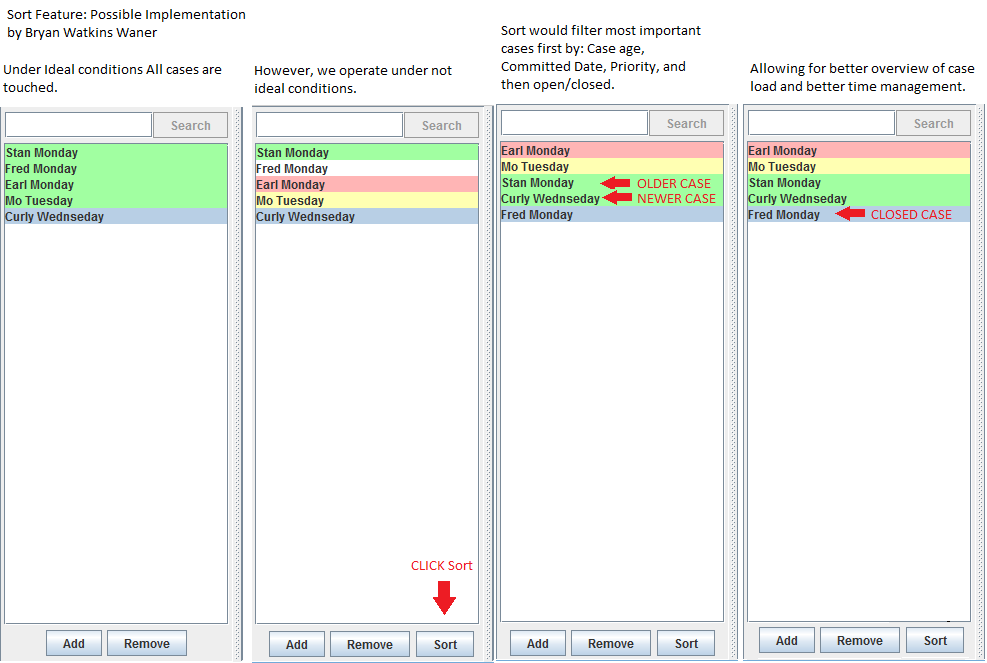 Sort Feature: Possible Implementation
by Bryan Watkins Waner
Under Ideal conditions All cases are
touched.
Search
Stan Monday
Fred Monday
Earl Monday
Mo Tuesday
Curly Wednseday
Add
Remove
However, we operate under not
ideal conditions.
Search
Stan Monday
Fred Monday
Earl Monday
Mo Tuesday
Curly Wednseday
CLICK Sort
Add
Remove
Sort
Sort would filter most important
cases first by: Case age,
Committed Date, Priority, and
then open/closed.
Search
Earl Monday
Mo Tuesday
Stan Monday OLDER CASE
Curly Wednseday NEWER CASE
Fred Monday
Add
Remove
Sort
Allowing for better overview of case
load and better time management.
Search
Earl Monday
Mo Tuesday
Stan Monday
Curly Wednseday
Fred Monday CLOSED CASE
Add
Remove
Sort